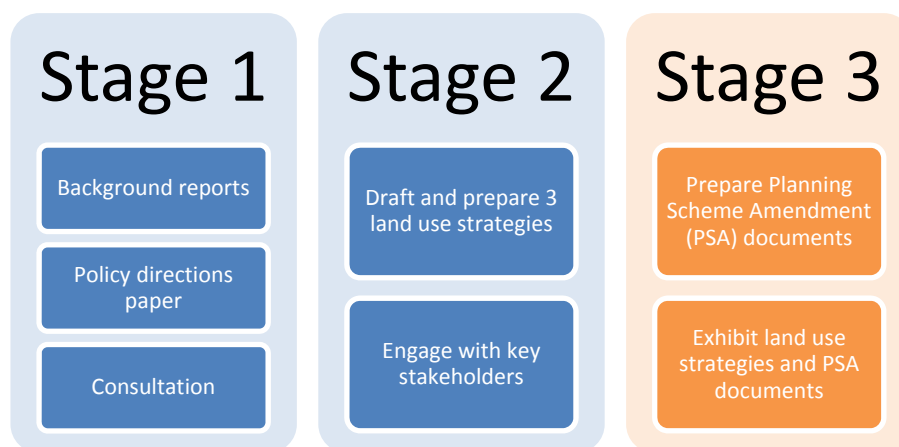 Stage 1
Background reports
Policy directions
paper
Consultation
Stage 2
Draft and prepare 3
land use strategies
Engage with key
stakeholders
Stage 3
Prepare Planning
Scheme Amendment
(PSA) documents
Exhibit land use
strategies and PSA
documents